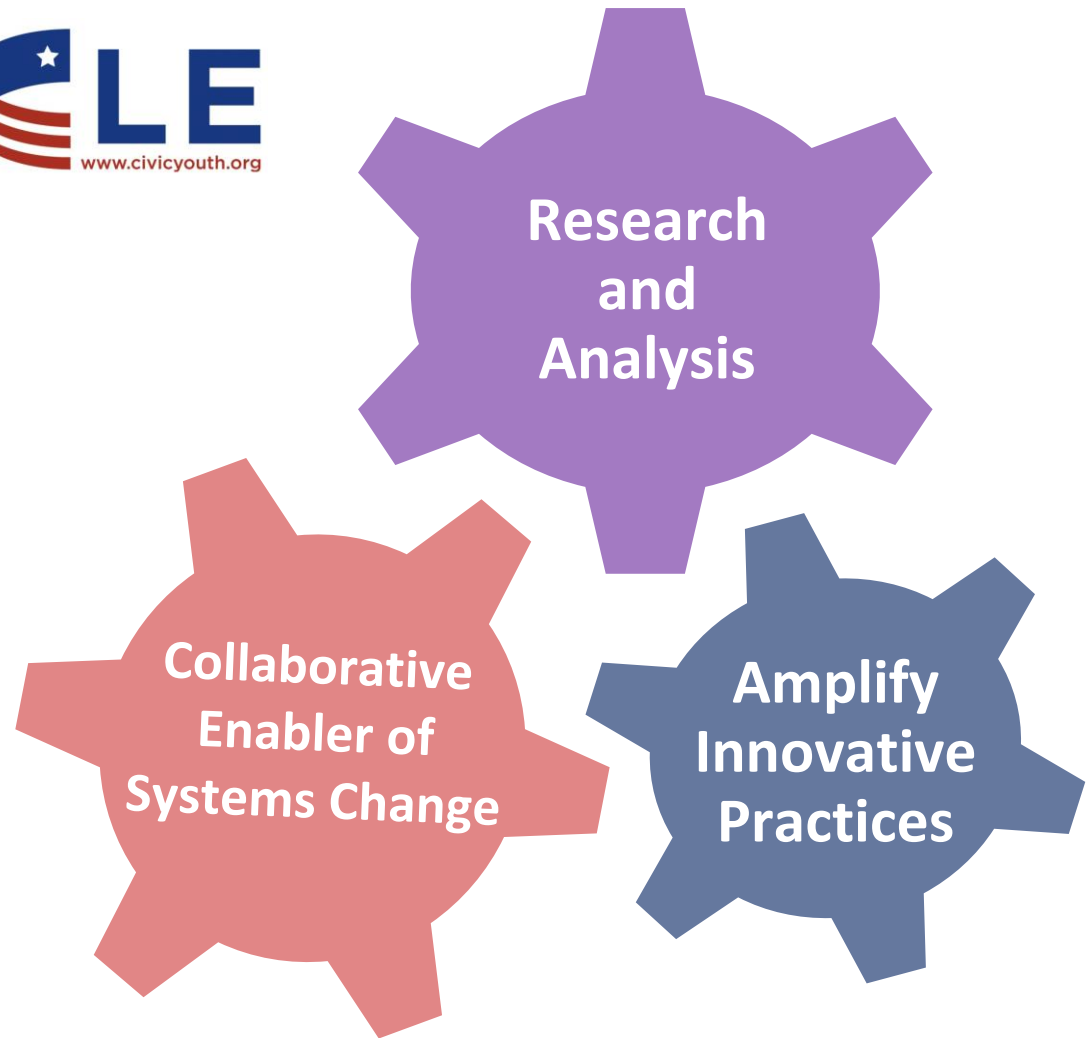 LE
www.civicyouth.org
Research
and
Analysis
Collaborative
Enabler of
Systems Change
Amplify
Innovative
Practices